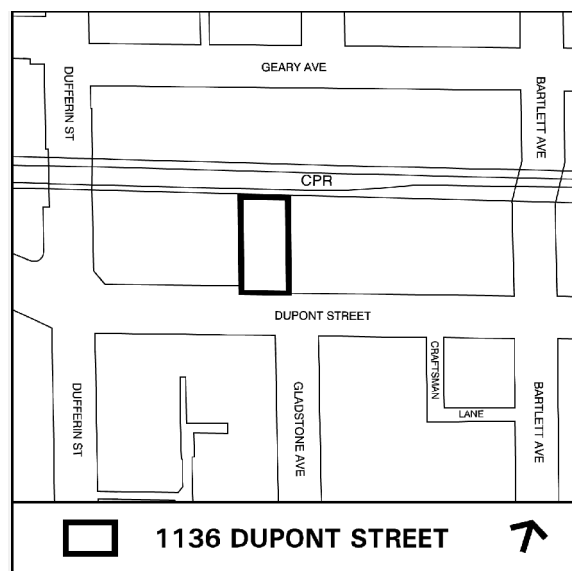 GEARY AVE
DUFFERIN ST
BARTLETT AVE
CPR
DUPONT STREET
DUFFERIN ST
GLADSTONE AVE
CRAFTSMAN
LANE
BARTLETT AVE
1136 DUPONT STREET